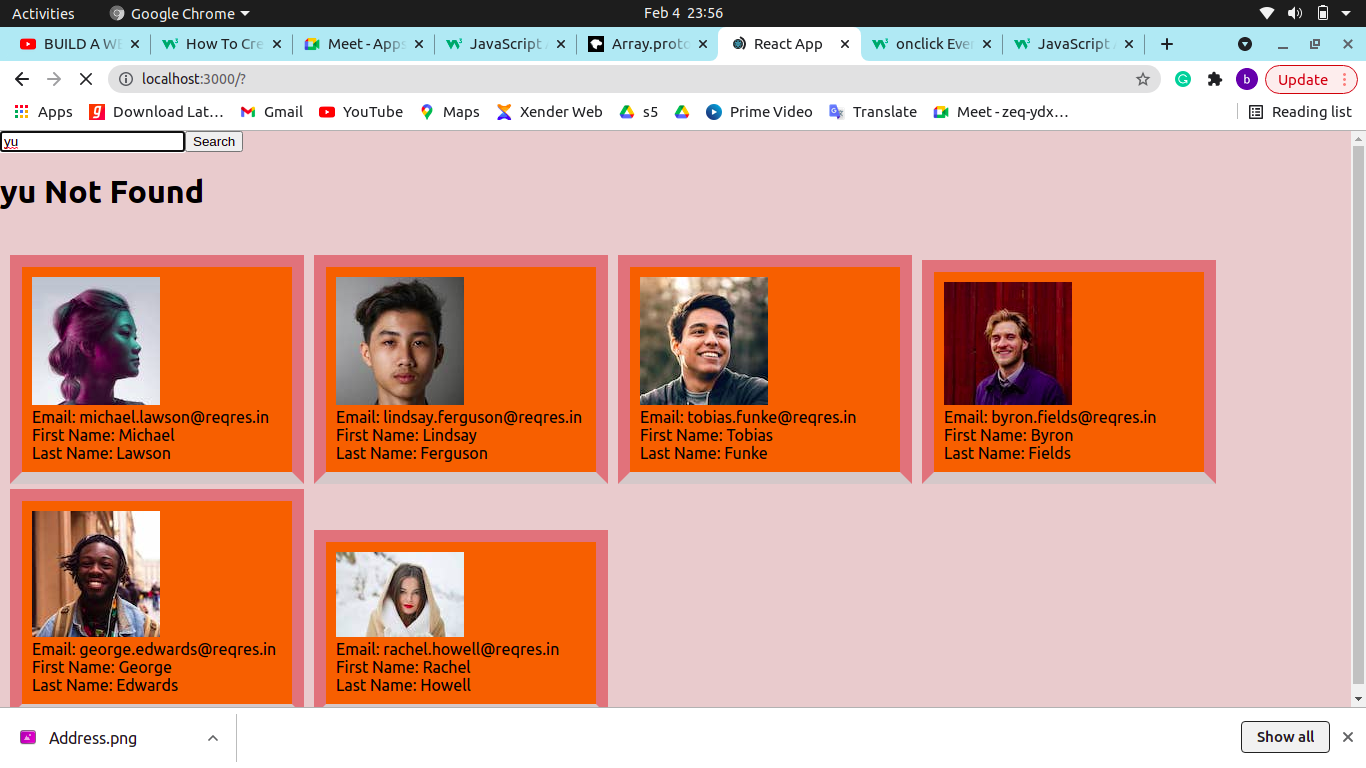 Activities Google Chrome Feb 4 23:56
BUILD A WE How To Cre Meet - Apps JavaScript A Array.proto React App onclick Even JavaScript A
localhost:3000/? Update
Apps Download Lat… Gmail YouTube Maps Xender Web s5 Prime Video Translate Meet - zeq-ydx… Reading list
yu Search
yu Not Found
Email: michael.lawson@reqres.in
First Name: Michael
Last Name: Lawson
Email: lindsay.ferguson@reqres.in
First Name: Lindsay
Last Name: Ferguson
Email: tobias.funke@reqres.in
First Name: Tobias
Last Name: Funke
Email: byron.fields@reqres.in
First Name: Byron
Last Name: Fields
Email: george.edwards@reqres.in
First Name: George
Last Name: Edwards
Email: rachel.howell@reqres.in
First Name: Rachel
Last Name: Howell
Address.png Show all